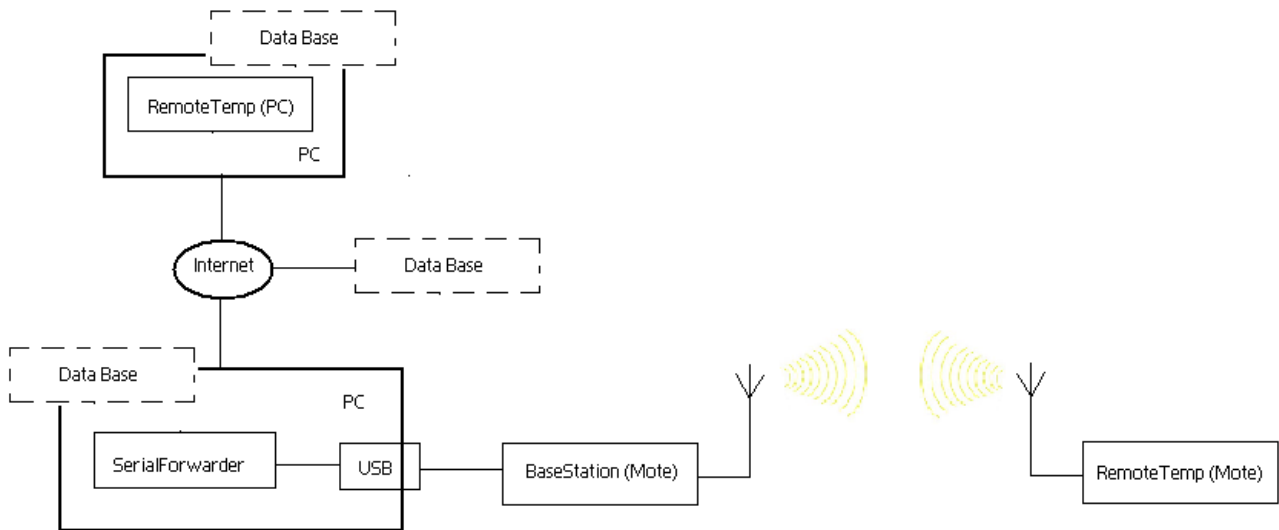 Data Base
RemoteTemp (PC)
PC
Internet
Data Base
Data Base
PC
SerialForwarder
USB
BaseStation (Mote)
RemoteTemp (Mote)